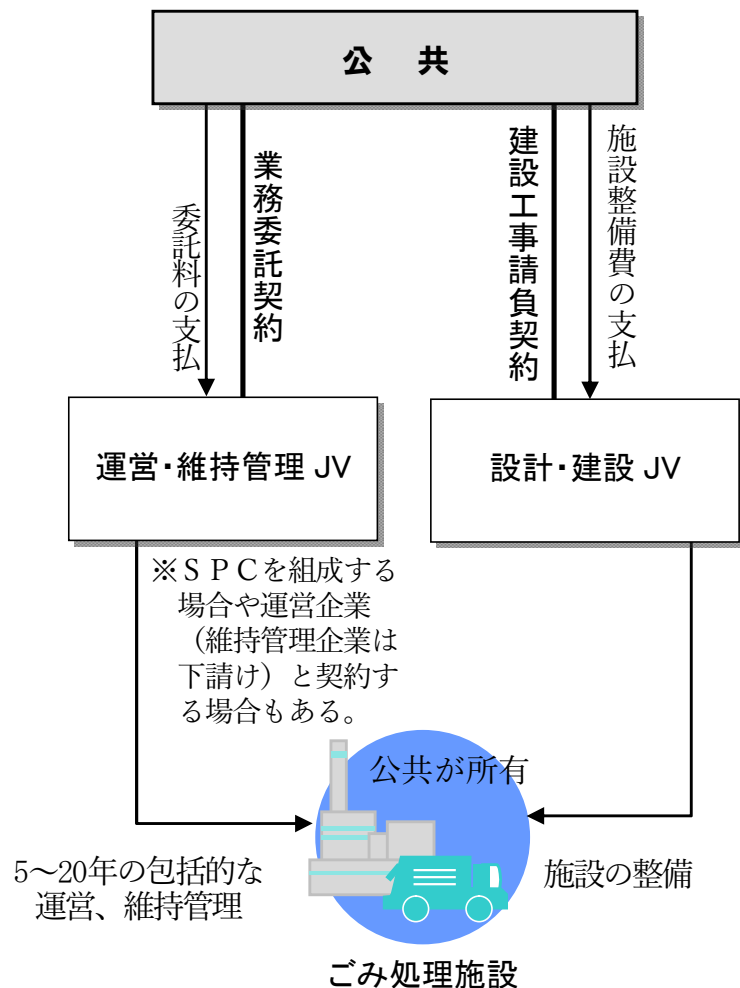 公　共
委託料の支払
業務委託契約
建設工事請負契約
施設整備費の支払
運営・維持管理 JV
設計・建設 JV
※ＳＰＣを組成する
場合や運営企業
（維持管理企業は
下請け）と契約す
る場合もある。
公共が所有
5～20年の包括的な
運営、維持管理
施設の整備
ごみ処理施設